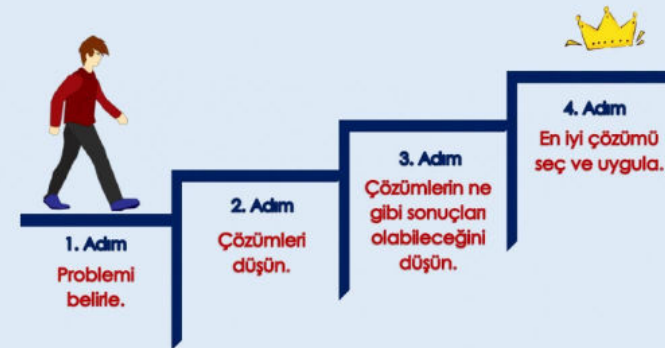 1. Adım
Problemi
belirle.
2. Adım
Çözümleri
düşün.
3. Adım
Çözümlerin ne
gibi sonuçları
olabileceğini
düşün.
4. Adım
En iyi çözümü
seç ve uygula.